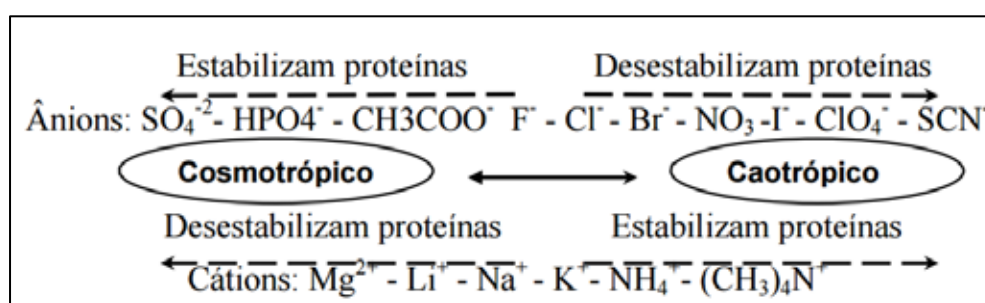 Estabilizam proteínas Desestabilizam proteínas
Ânions: SO₄⁻² - HPO4⁻ - CH3COO⁻ F⁻ - Cl⁻ - Br⁻ - NO₃ -I⁻ - ClO₄⁻ - SCN⁻
Cosmotrópico Caotrópico
Desestabilizam proteínas Estabilizam proteínas
Cátions: Mg²⁺ - Li⁺ - Na⁺ - K⁺ - NH₄⁺ - (CH₃)₄N⁺